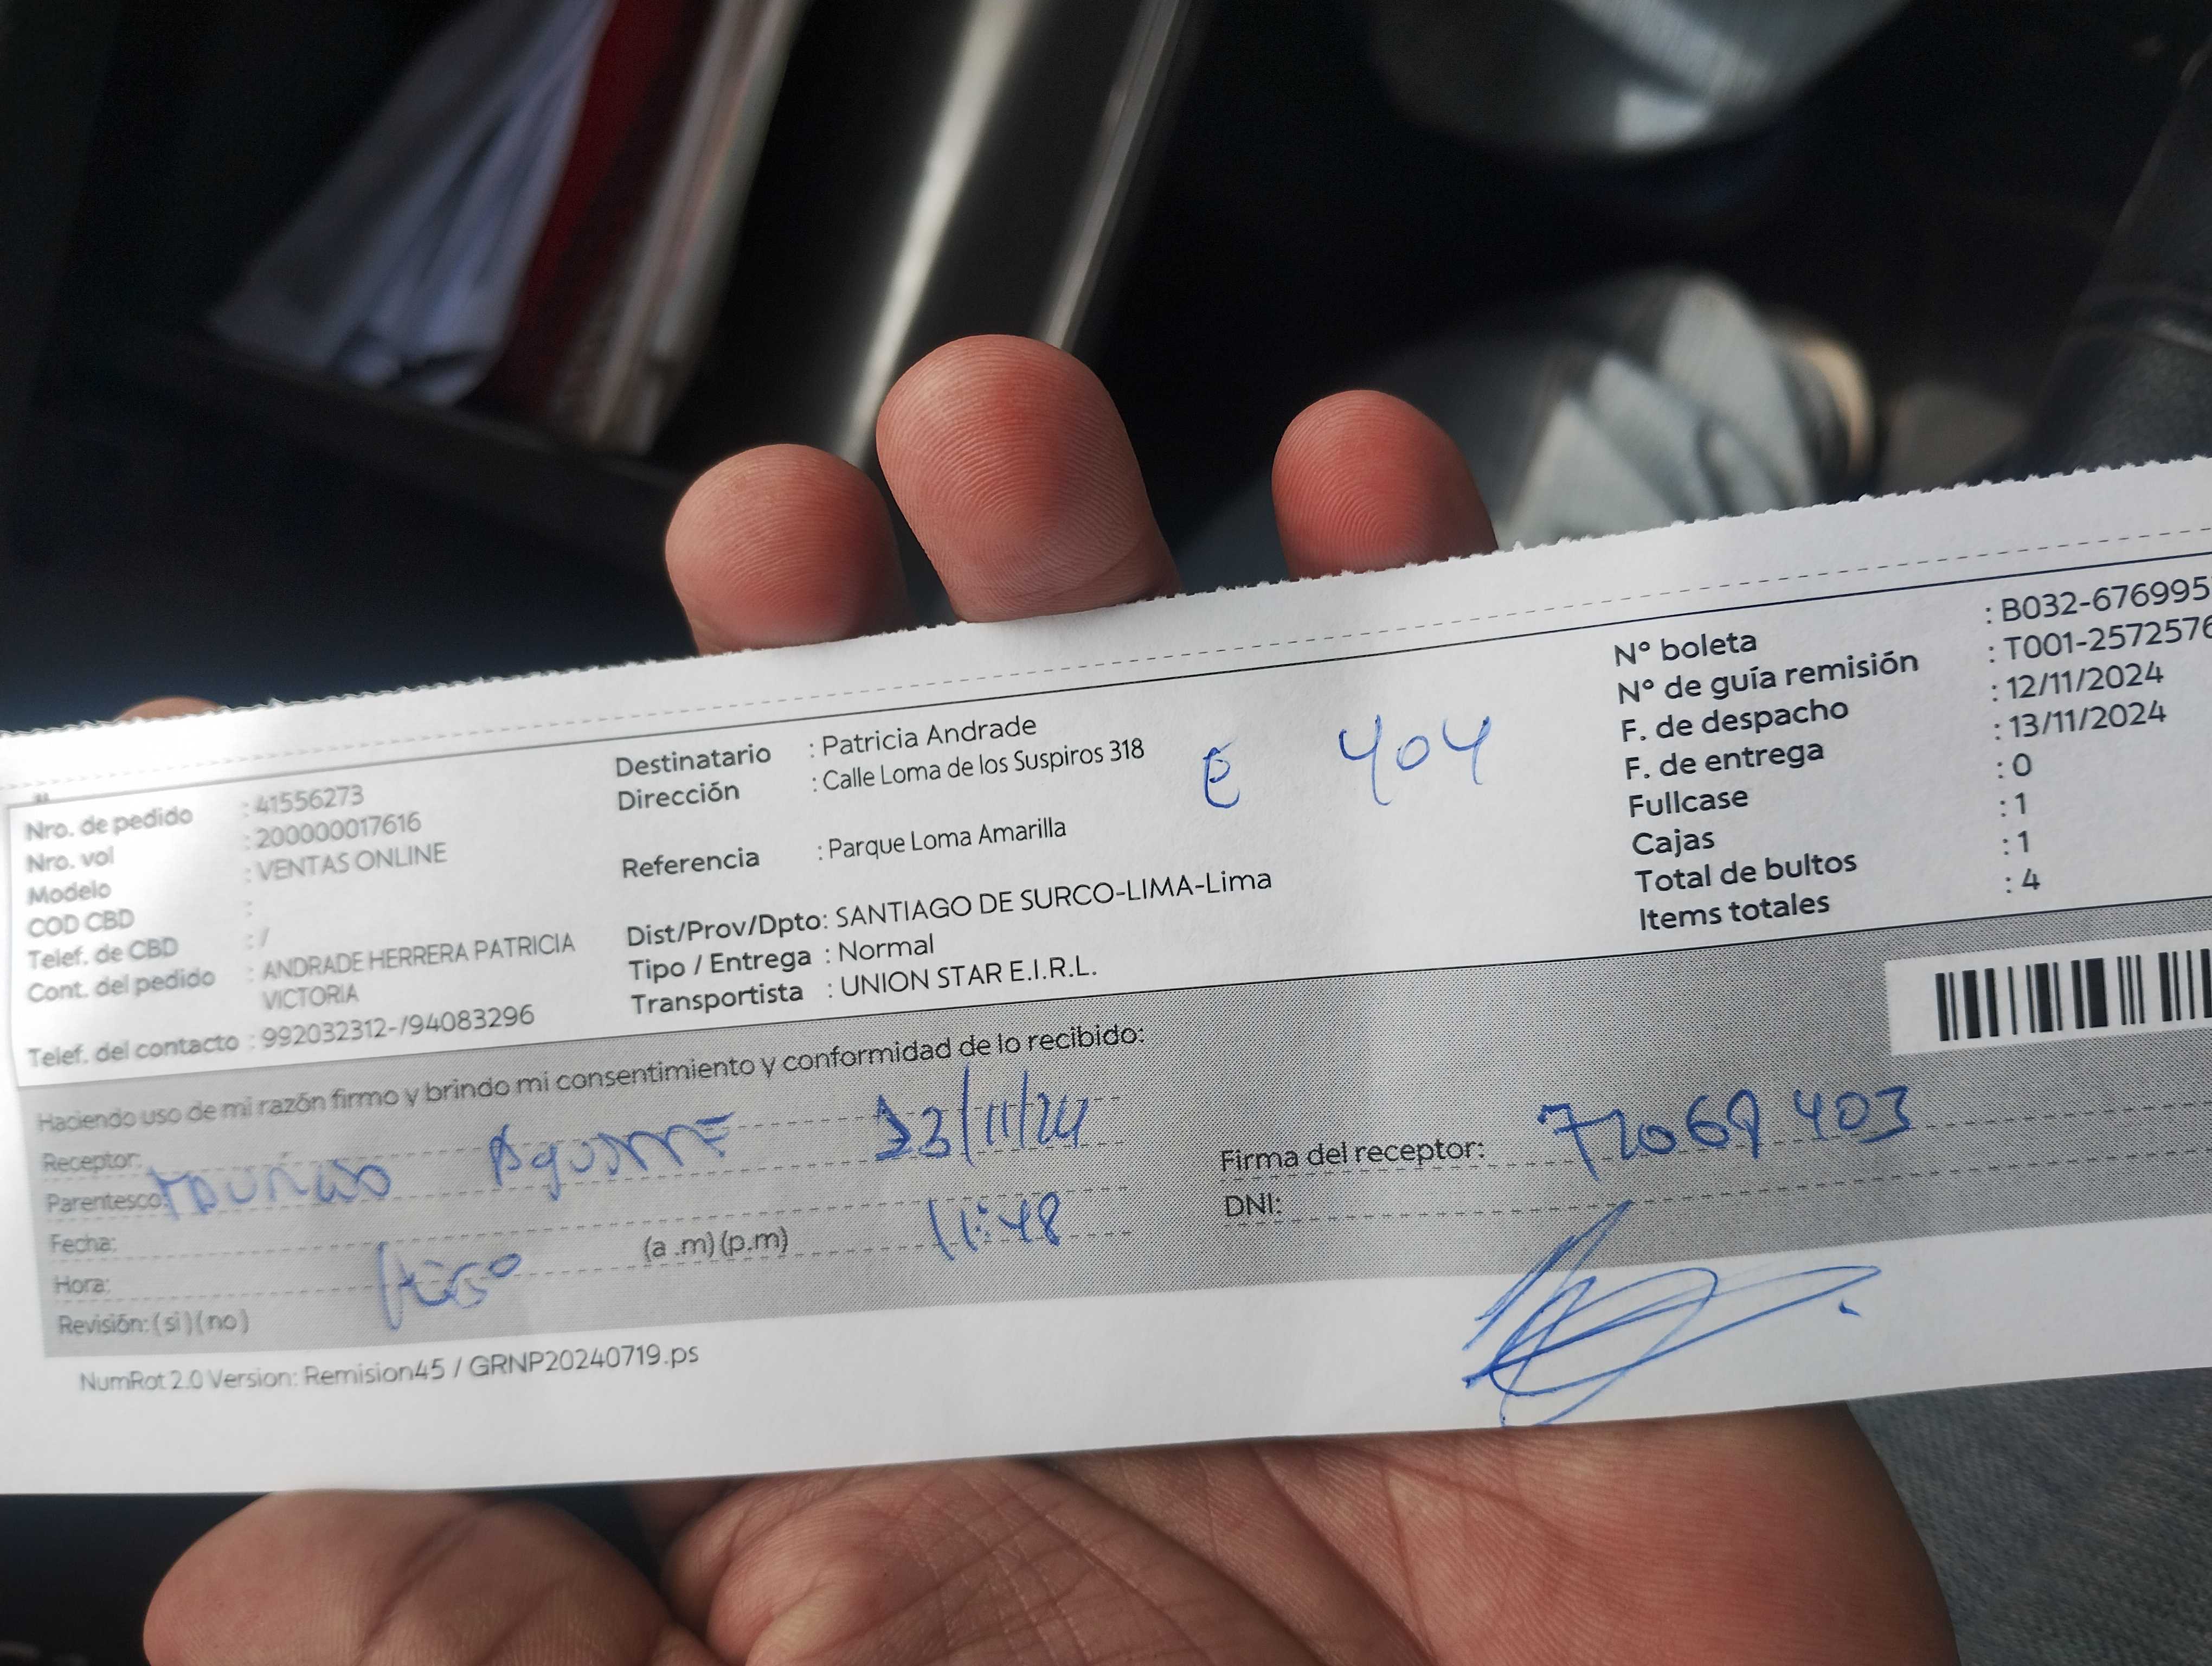 Nro. de pedido : 41556273
Nro. vol : 200000017616
Modelo : VENTAS ONLINE
COD CBD :
Telef. de CBD : /
Cont. del pedido : ANDRADE HERRERA PATRICIA
VICTORIA
Telef. del contacto : 992032312-/94083296
Destinatario : Patricia Andrade
Dirección : Calle Loma de los Suspiros 318
E 404
Referencia : Parque Loma Amarilla
Dist/Prov/Dpto: SANTIAGO DE SURCO-LIMA-Lima
Tipo / Entrega : Normal
Transportista : UNION STAR E.I.R.L.
Nº boleta : B032-676995
Nº de guía remisión : T001-2572576
F. de despacho : 12/11/2024
F. de entrega : 13/11/2024
Fullcase : 0
Cajas : 1
Total de bultos : 1
Items totales : 4
Haciendo uso de mi razón firmo y brindo mi consentimiento y conformidad de lo recibido:
Receptor:
Parentesco:
13/11/24
Fecha:
Hora: (a .m) (p.m) 11:48
Revisión: (si) (no)
Firma del receptor:
DNI:
NumRot 2.0 Version: Remision45 / GRNP20240719.ps